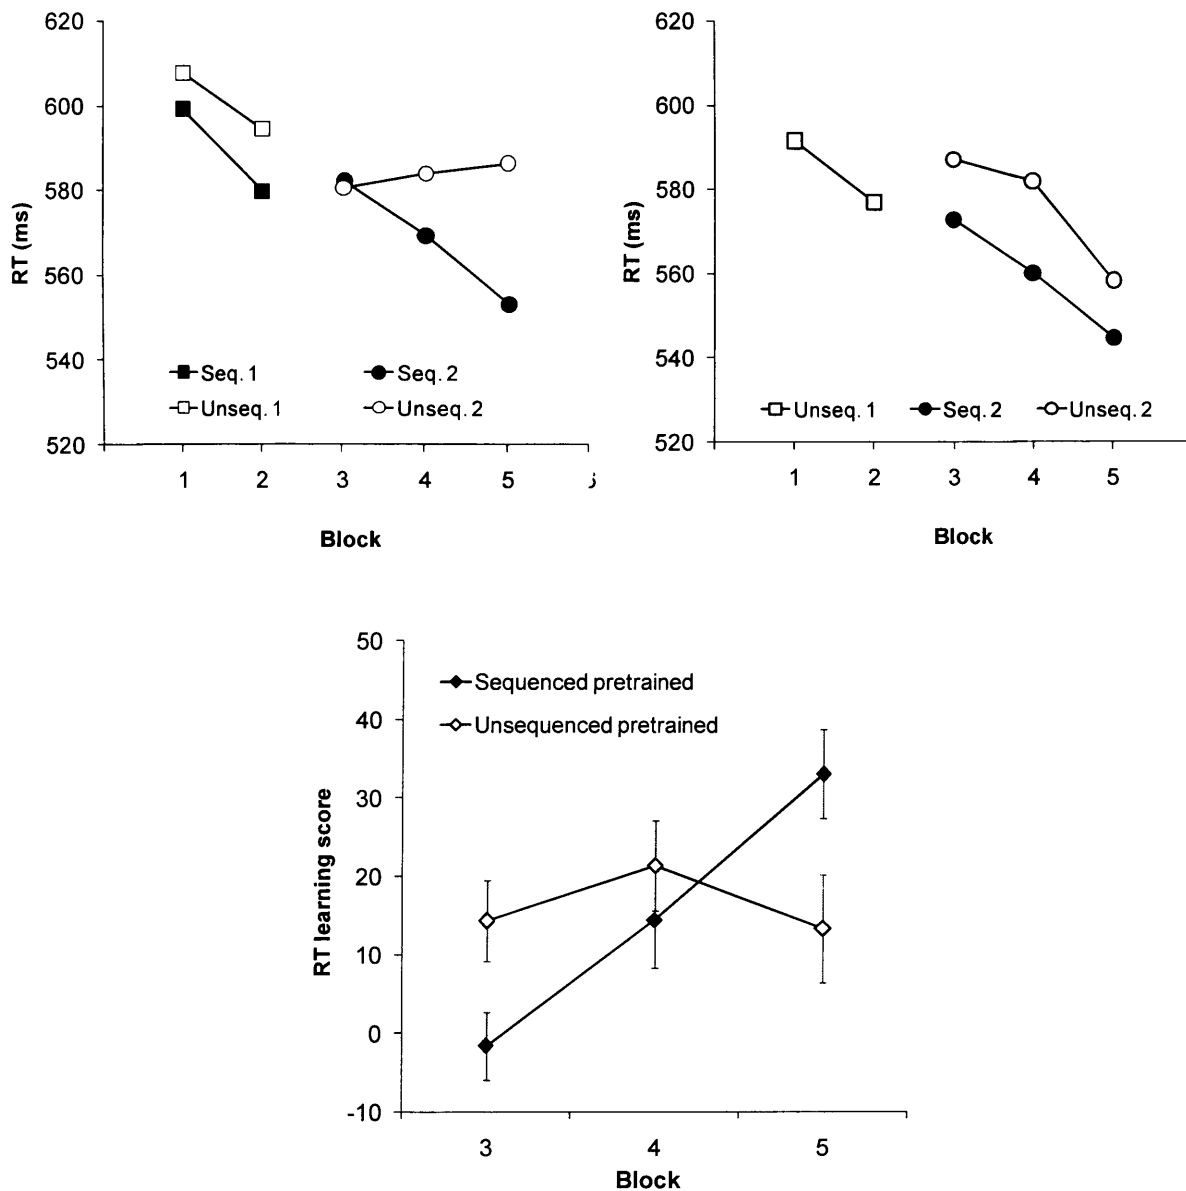 620
600
580
560
540
520
RT (ms)
Seq. 1
Seq. 2
Unseq. 1
Unseq. 2
1 2 3 4 5
Block
620
600
580
560
540
520
RT (ms)
Unseq. 1 Seq. 2 Unseq. 2
1 2 3 4 5
Block
50
40
30
20
10
0
-10
RT learning score
Sequenced pretrained
Unsequenced pretrained
3 4 5
Block